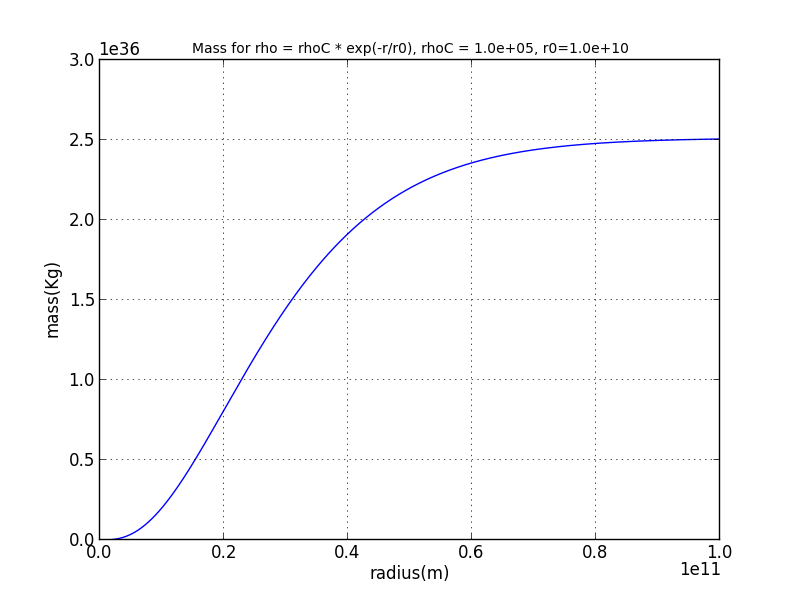 1e36
Mass for rho = rhoC * exp(-r/r0), rhoC = 1.0e+05, r0=1.0e+10
3.0
2.5
2.0
1.5
mass(Kg)
1.0
0.5
0.0
0.0 0.2 0.4 0.6 0.8 1.0
1e11
radius(m)